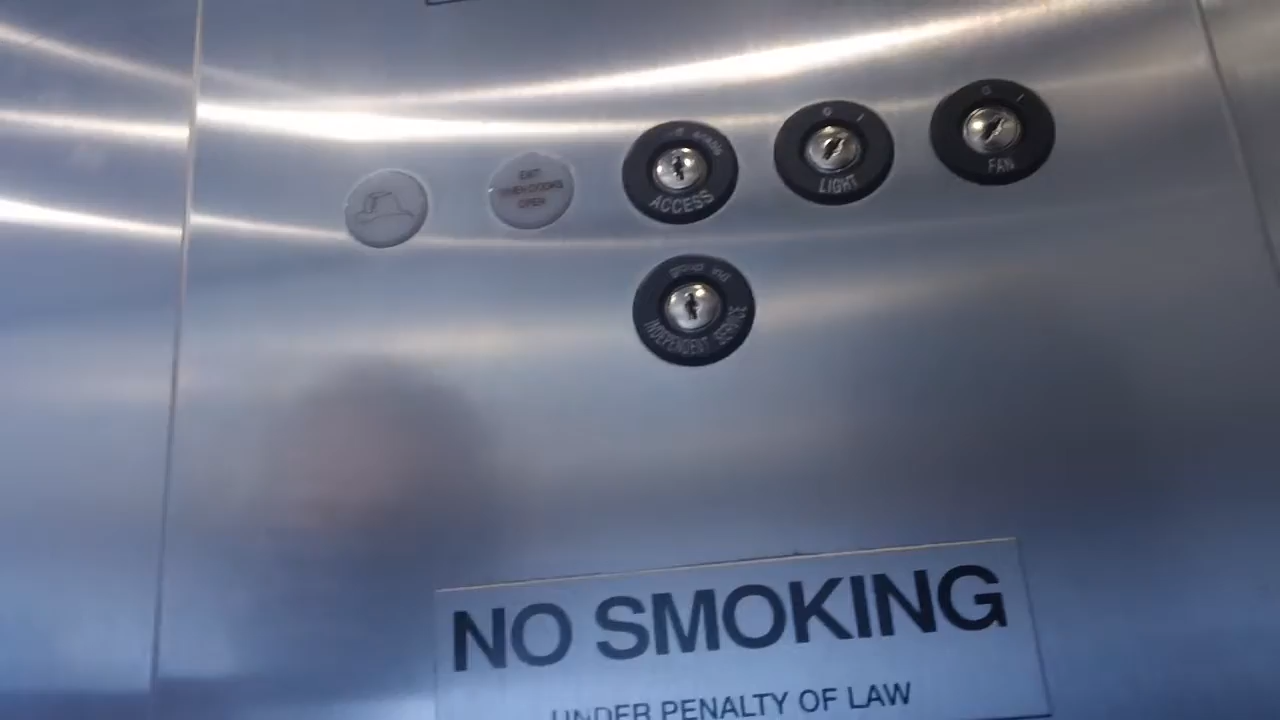 EXIT
WHEN DOORS
OPEN
ACCESS
O I
LIGHT
O I
FAN
INDEPENDENT SERVICE
NO SMOKING
UNDER PENALTY OF LAW